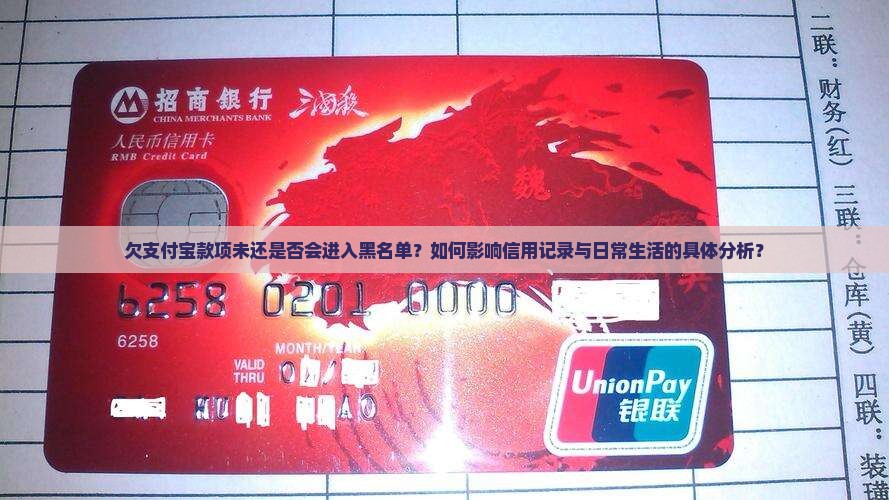 招商银行
CHINA MERCHANTS BANK
三国杀
人民币信用卡
RMB Credit Card
魏
欠支付宝款项未还是否会进入黑名单？如何影响信用记录与日常生活的具体分析？
6258 0201 0000
6258
MONTH/YEAR
VALID
THRU
HU AO
UnionPay
银联
二联：财务(红) 三联：仓库(黄) 四联：装璜